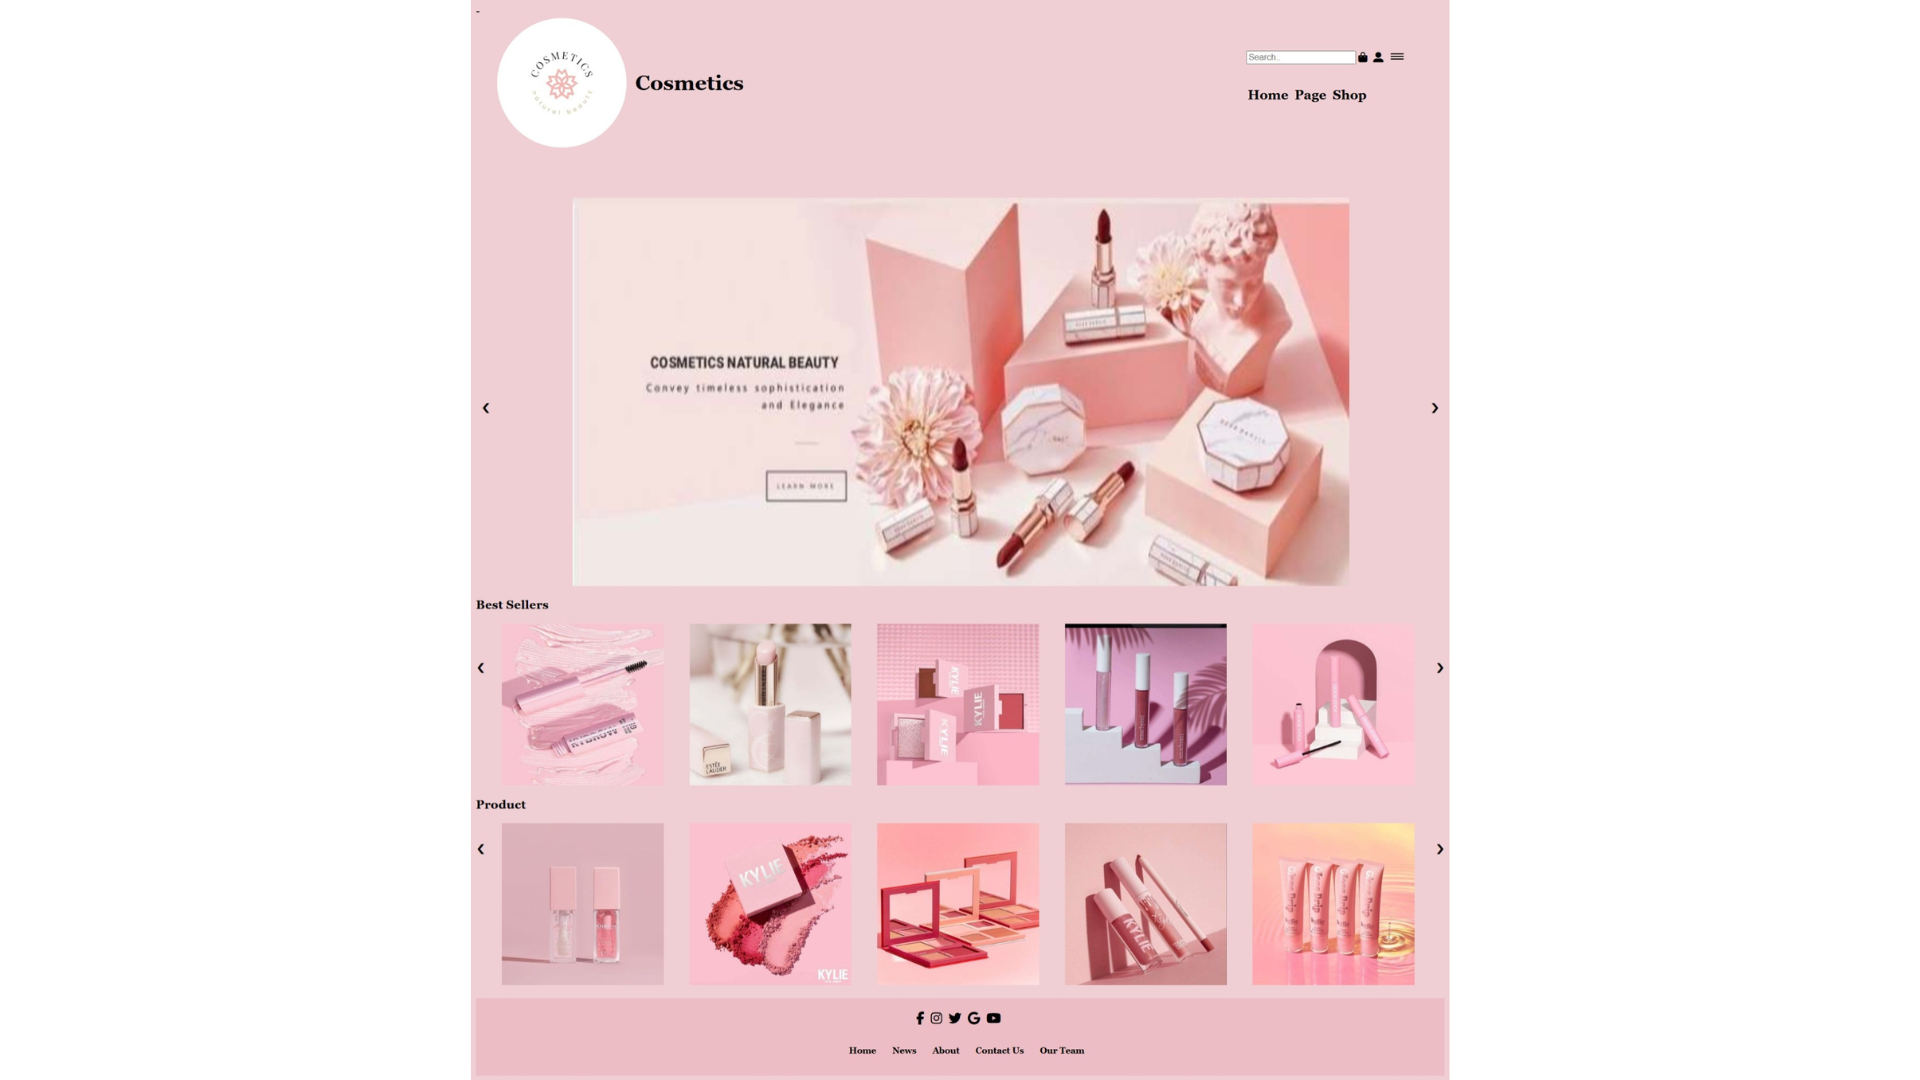 -
COSMETICS
natural beauty
Cosmetics
Search..
Home Page Shop
COSMETICS NATURAL BEAUTY
Convey timeless sophistication
and Elegance
LEARN MORE
❮
❯
Best Sellers
❮
❯
KYBROW
ESTĒE
LAUDER
KYLIE
KYLIE
KYLIE
Product
❮
❯
KYLIE
KYLIE
KYLIE
Home News About Contact Us Our Team